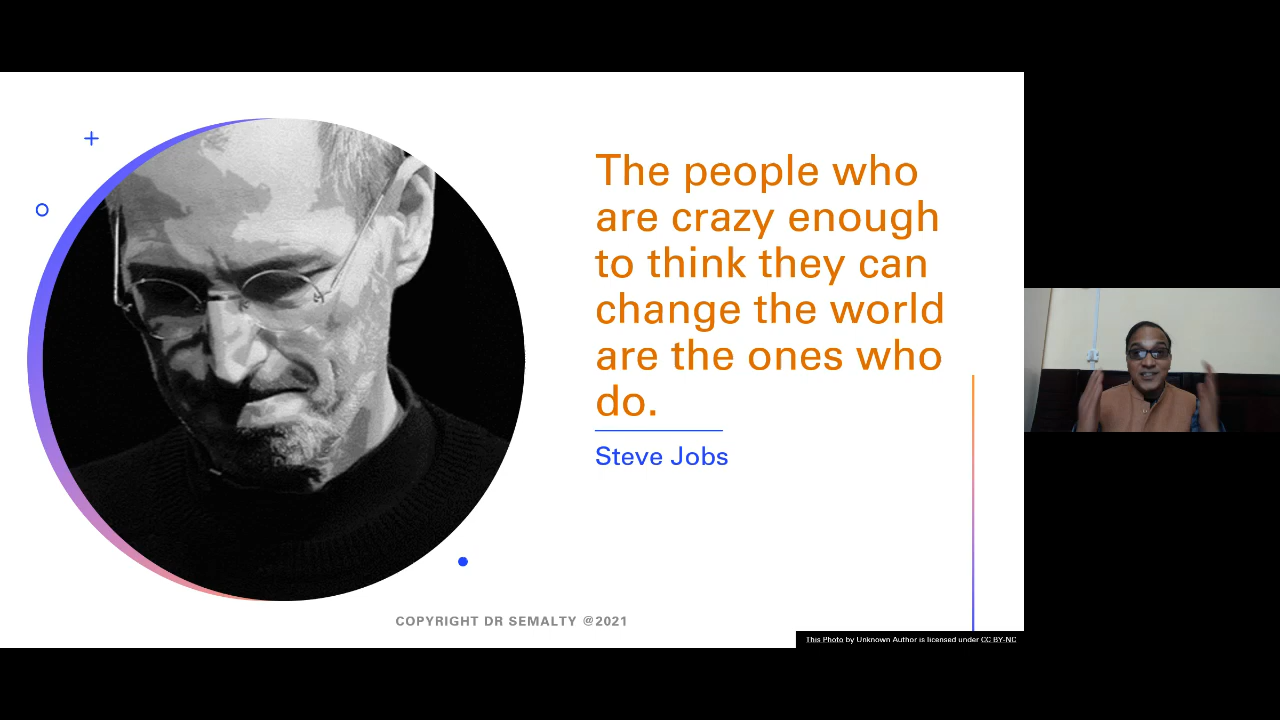 The people who
are crazy enough
to think they can
change the world
are the ones who
do.
Steve Jobs
COPYRIGHT DR SEMALTY @2021
This Photo by Unknown Author is licensed under CC BY-NC